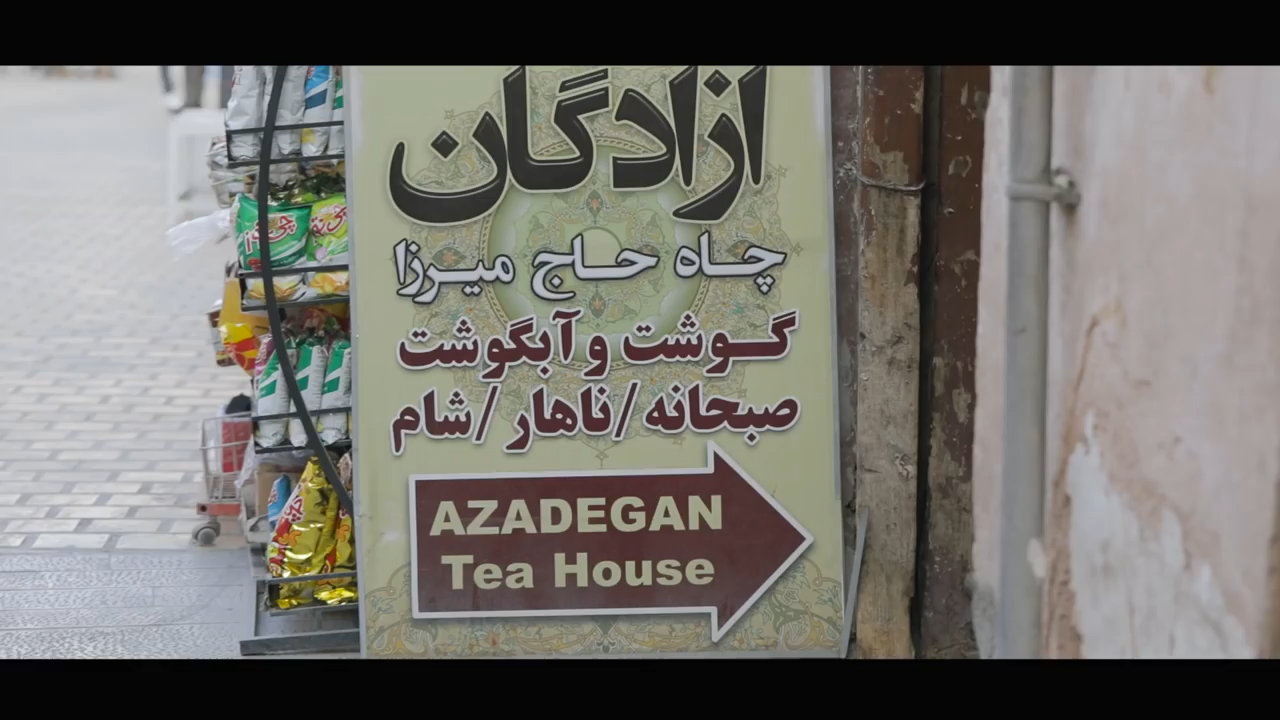 آزادگان
چاه حاج میرزا
گوشت و آبگوشت
صبحانه / ناهار / شام
AZADEGAN
Tea House